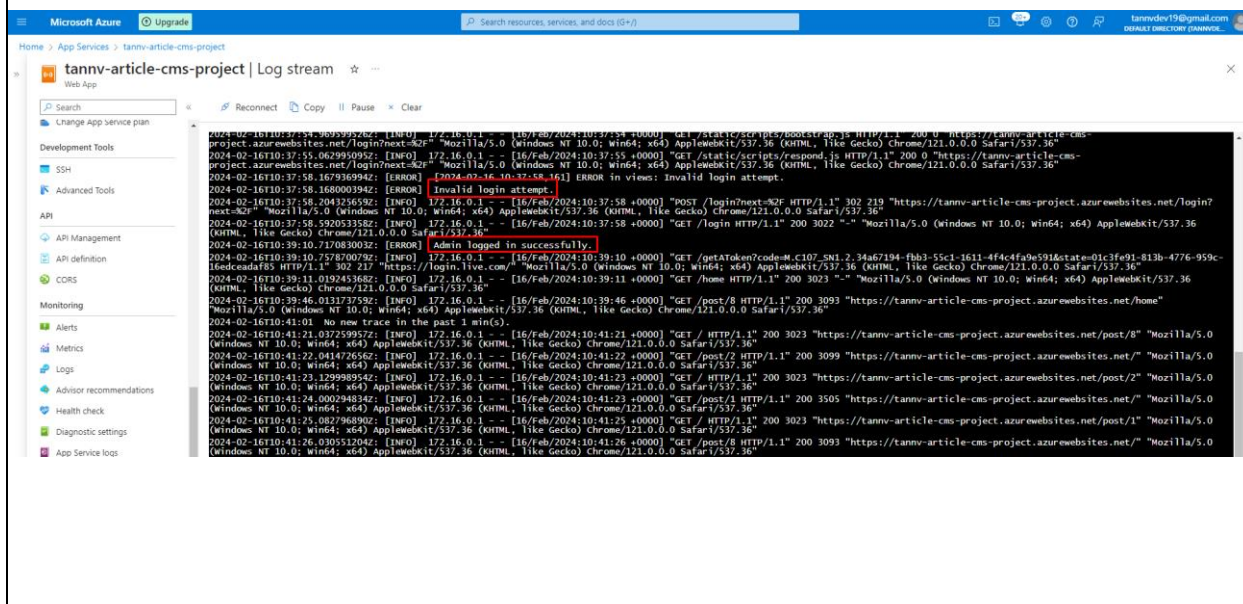 Microsoft Azure
Upgrade
Search resources, services, and docs (G+/)
20+
tannvdev19@gmail.com
DEFAULT DIRECTORY (TANNVDE...
Home > App Services > tannv-article-cms-project
tannv-article-cms-project | Log stream
Web App
Search
Reconnect Copy Pause Clear
Change App Service plan
Development Tools
SSH
Advanced Tools
API
API Management
API definition
CORS
Monitoring
Alerts
Metrics
Logs
Advisor recommendations
Health check
Diagnostic settings
App Service logs
2024-02-16T10:37:54.969599526Z: [INFO] 172.16.0.1 - - [16/Feb/2024:10:37:54 +0000] "GET /static/scripts/bootstrap.js HTTP/1.1" 200 0 "https://tannv-article-cms-
project.azurewebsites.net/login?next=%2F" "Mozilla/5.0 (Windows NT 10.0; Win64; x64) AppleWebKit/537.36 (KHTML, like Gecko) Chrome/121.0.0.0 Safari/537.36"
2024-02-16T10:37:55.062995095Z: [INFO] 172.16.0.1 - - [16/Feb/2024:10:37:55 +0000] "GET /static/scripts/respond.js HTTP/1.1" 200 0 "https://tannv-article-cms-
project.azurewebsites.net/login?next=%2F" "Mozilla/5.0 (Windows NT 10.0; Win64; x64) AppleWebKit/537.36 (KHTML, like Gecko) Chrome/121.0.0.0 Safari/537.36"
2024-02-16T10:37:58.167936994Z: [ERROR] [2024-02-16 10:37:58,161] ERROR in views: Invalid login attempt.
2024-02-16T10:37:58.168000394Z: [ERROR] Invalid login attempt.
2024-02-16T10:37:58.204325659Z: [INFO] 172.16.0.1 - - [16/Feb/2024:10:37:58 +0000] "POST /login?next=%2F HTTP/1.1" 302 219 "https://tannv-article-cms-project.azurewebsites.net/login?
next=%2F" "Mozilla/5.0 (Windows NT 10.0; Win64; x64) AppleWebKit/537.36 (KHTML, like Gecko) Chrome/121.0.0.0 Safari/537.36"
2024-02-16T10:37:58.592053358Z: [INFO] 172.16.0.1 - - [16/Feb/2024:10:37:58 +0000] "GET /login HTTP/1.1" 200 3022 "-" "Mozilla/5.0 (Windows NT 10.0; Win64; x64) AppleWebKit/537.36
(KHTML, like Gecko) Chrome/121.0.0.0 Safari/537.36"
2024-02-16T10:39:10.717083003Z: [ERROR] Admin logged in successfully.
2024-02-16T10:39:10.757870079Z: [INFO] 172.16.0.1 - - [16/Feb/2024:10:39:10 +0000] "GET /getAToken?code=M.C107_SN1.2.34a67194-fbb3-55c1-1611-4f4c4fa9e591&state=01c3fe91-813b-4776-959c-
16edceadaf85 HTTP/1.1" 302 217 "https://login.live.com/" "Mozilla/5.0 (Windows NT 10.0; Win64; x64) AppleWebKit/537.36 (KHTML, like Gecko) Chrome/121.0.0.0 Safari/537.36"
2024-02-16T10:39:11.019245368Z: [INFO] 172.16.0.1 - - [16/Feb/2024:10:39:11 +0000] "GET /home HTTP/1.1" 200 3023 "-" "Mozilla/5.0 (Windows NT 10.0; Win64; x64) AppleWebKit/537.36
(KHTML, like Gecko) Chrome/121.0.0.0 Safari/537.36"
2024-02-16T10:39:46.013173759Z: [INFO] 172.16.0.1 - - [16/Feb/2024:10:39:46 +0000] "GET /post/8 HTTP/1.1" 200 3093 "https://tannv-article-cms-project.azurewebsites.net/home"
"Mozilla/5.0 (Windows NT 10.0; Win64; x64) AppleWebKit/537.36 (KHTML, like Gecko) Chrome/121.0.0.0 Safari/537.36"
2024-02-16T10:41:01 No new trace in the past 1 min(s).
2024-02-16T10:41:21.037259957Z: [INFO] 172.16.0.1 - - [16/Feb/2024:10:41:21 +0000] "GET / HTTP/1.1" 200 3023 "https://tannv-article-cms-project.azurewebsites.net/post/8" "Mozilla/5.0
(Windows NT 10.0; Win64; x64) AppleWebKit/537.36 (KHTML, like Gecko) Chrome/121.0.0.0 Safari/537.36"
2024-02-16T10:41:22.041472656Z: [INFO] 172.16.0.1 - - [16/Feb/2024:10:41:22 +0000] "GET /post/2 HTTP/1.1" 200 3099 "https://tannv-article-cms-project.azurewebsites.net/" "Mozilla/5.0
(Windows NT 10.0; Win64; x64) AppleWebKit/537.36 (KHTML, like Gecko) Chrome/121.0.0.0 Safari/537.36"
2024-02-16T10:41:23.129998954Z: [INFO] 172.16.0.1 - - [16/Feb/2024:10:41:23 +0000] "GET / HTTP/1.1" 200 3023 "https://tannv-article-cms-project.azurewebsites.net/post/2" "Mozilla/5.0
(Windows NT 10.0; Win64; x64) AppleWebKit/537.36 (KHTML, like Gecko) Chrome/121.0.0.0 Safari/537.36"
2024-02-16T10:41:24.000294834Z: [INFO] 172.16.0.1 - - [16/Feb/2024:10:41:24 +0000] "GET /post/1 HTTP/1.1" 200 3505 "https://tannv-article-cms-project.azurewebsites.net/" "Mozilla/5.0
(Windows NT 10.0; Win64; x64) AppleWebKit/537.36 (KHTML, like Gecko) Chrome/121.0.0.0 Safari/537.36"
2024-02-16T10:41:25.082796890Z: [INFO] 172.16.0.1 - - [16/Feb/2024:10:41:25 +0000] "GET / HTTP/1.1" 200 3023 "https://tannv-article-cms-project.azurewebsites.net/post/1" "Mozilla/5.0
(Windows NT 10.0; Win64; x64) AppleWebKit/537.36 (KHTML, like Gecko) Chrome/121.0.0.0 Safari/537.36"
2024-02-16T10:41:26.030551204Z: [INFO] 172.16.0.1 - - [16/Feb/2024:10:41:26 +0000] "GET /post/8 HTTP/1.1" 200 3093 "https://tannv-article-cms-project.azurewebsites.net/" "Mozilla/5.0
(Windows NT 10.0; Win64; x64) AppleWebKit/537.36 (KHTML, like Gecko) Chrome/121.0.0.0 Safari/537.36"